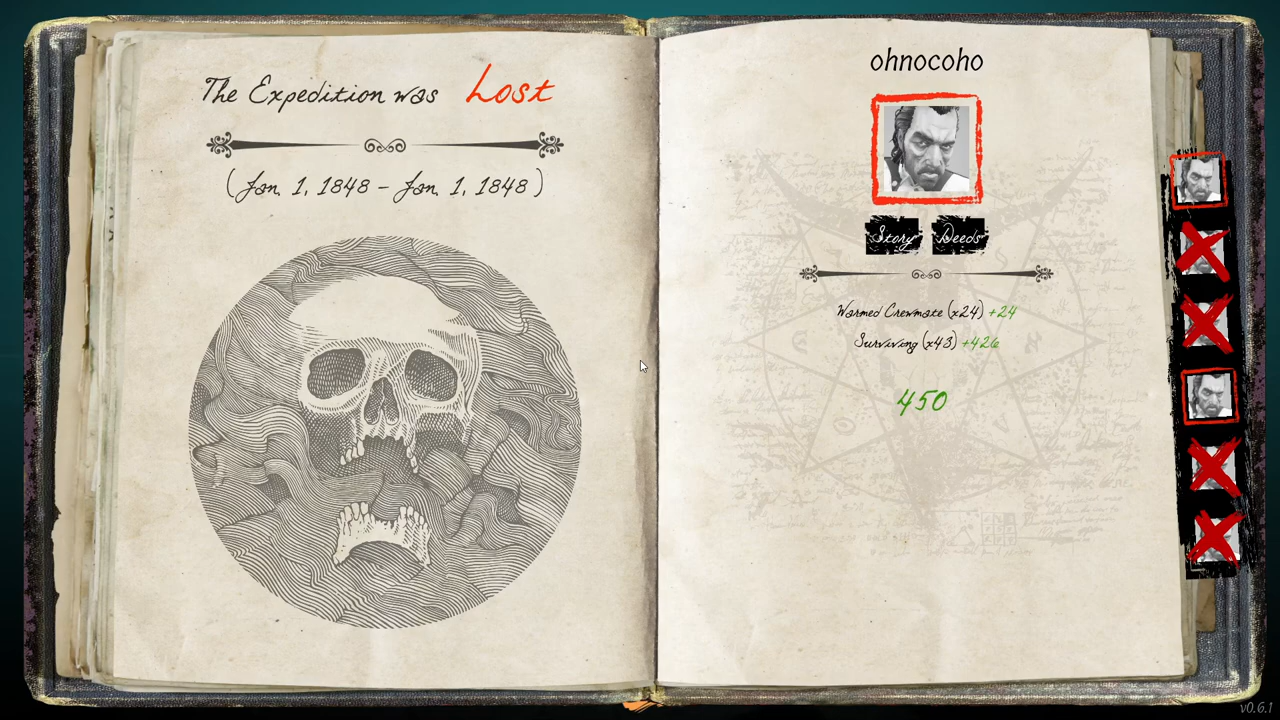 The Expedition was Lost
(Jan 1, 1848 - Jan 1, 1848)
ohnocoho
Story Deeds
Warmed Crewmate (x24) +24
Surviving (x43) +426
450
v0.6.1